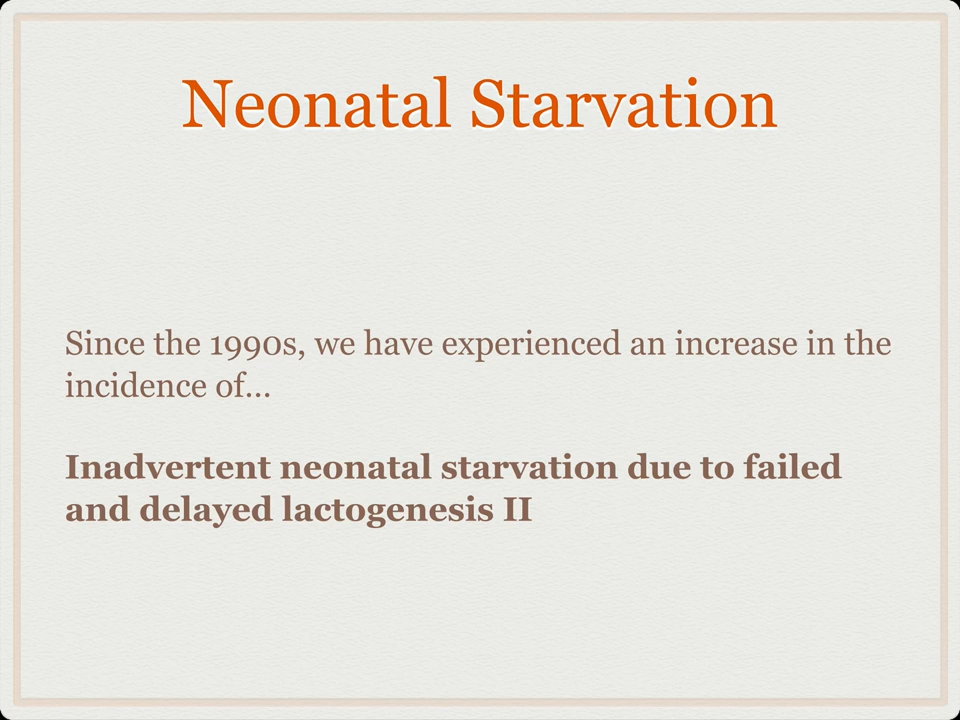 Neonatal Starvation
Since the 1990s, we have experienced an increase in the
incidence of...
Inadvertent neonatal starvation due to failed
and delayed lactogenesis II